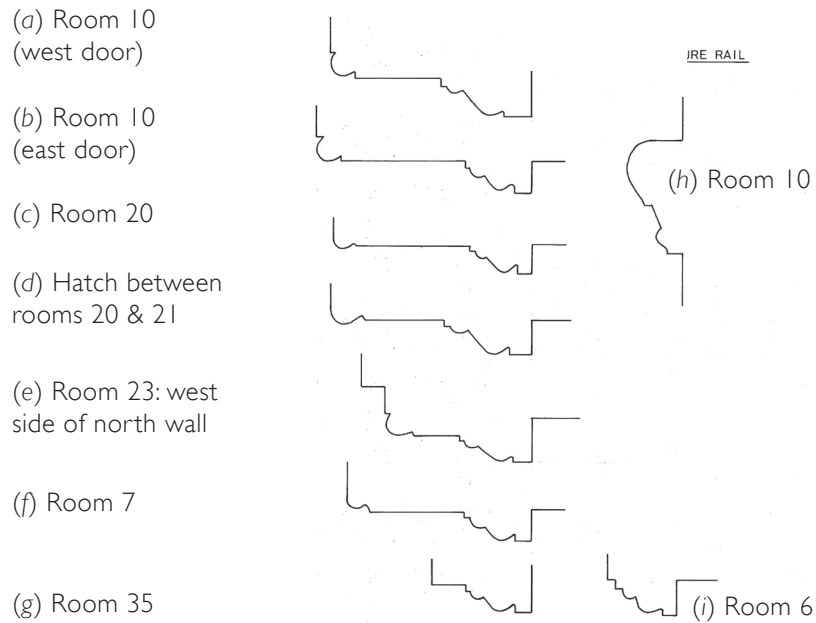 (a) Room 10
(west door)
URE RAIL
(b) Room 10
(east door)
(h) Room 10
(c) Room 20
(d) Hatch between
rooms 20 & 21
(e) Room 23: west
side of north wall
(f) Room 7
(g) Room 35
(i) Room 6